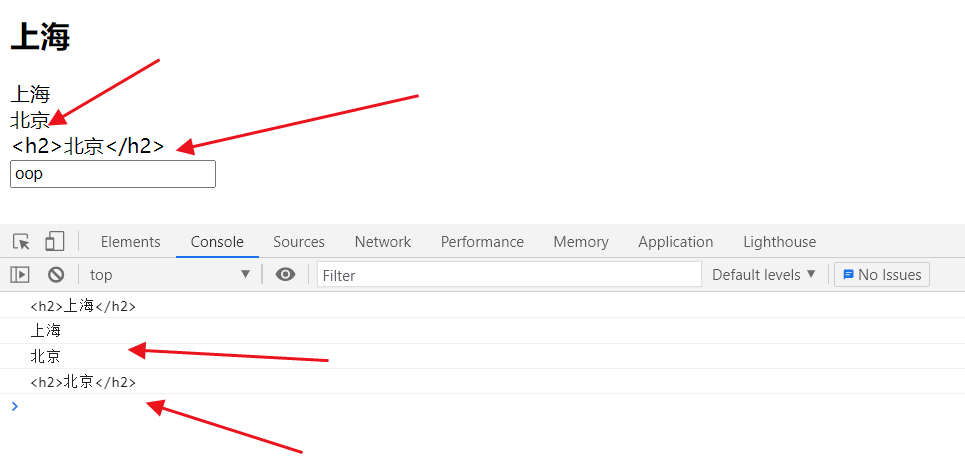 上海
上海
北京
<h2>北京</h2>
oop
Elements Console Sources Network Performance Memory Application Lighthouse
top Filter Default levels No Issues
<h2>上海</h2>
上海
北京
<h2>北京</h2>